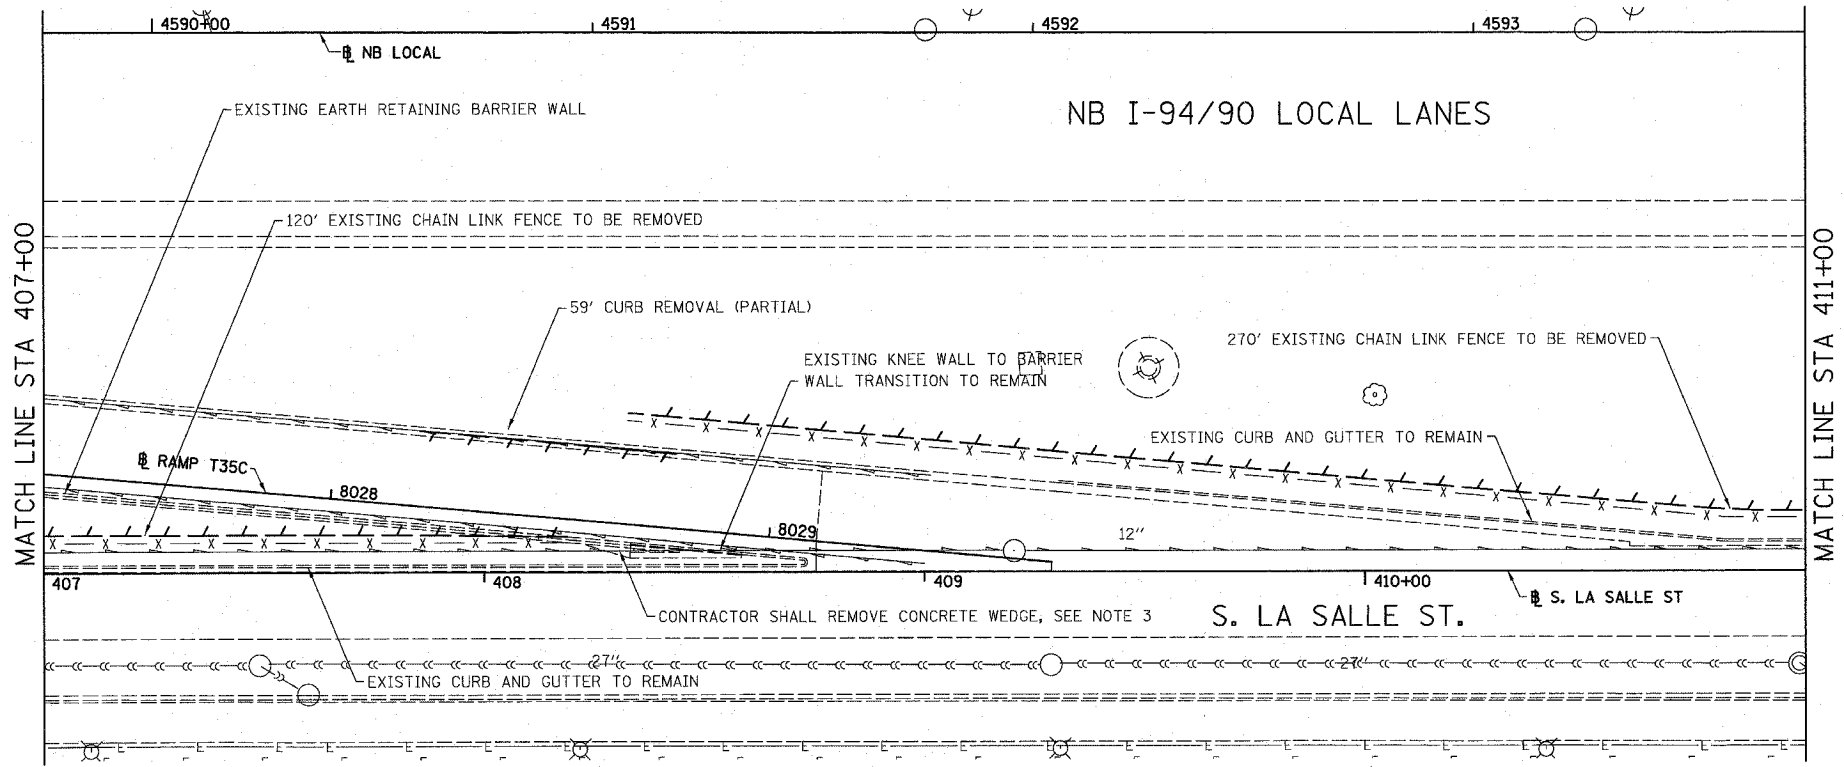 4590+00
4591
4592
4593
℄ NB LOCAL
EXISTING EARTH RETAINING BARRIER WALL
NB I-94/90 LOCAL LANES
120' EXISTING CHAIN LINK FENCE TO BE REMOVED
MATCH LINE STA 407+00
MATCH LINE STA 411+00
59' CURB REMOVAL (PARTIAL)
270' EXISTING CHAIN LINK FENCE TO BE REMOVED
EXISTING KNEE WALL TO BARRIER
WALL TRANSITION TO REMAIN
EXISTING CURB AND GUTTER TO REMAIN
℄ RAMP T35C
8028
8029
12''
407
408
409
410+00
℄ S. LA SALLE ST
CONTRACTOR SHALL REMOVE CONCRETE WEDGE, SEE NOTE 3
S. LA SALLE ST.
27''
27''
EXISTING CURB AND GUTTER TO REMAIN